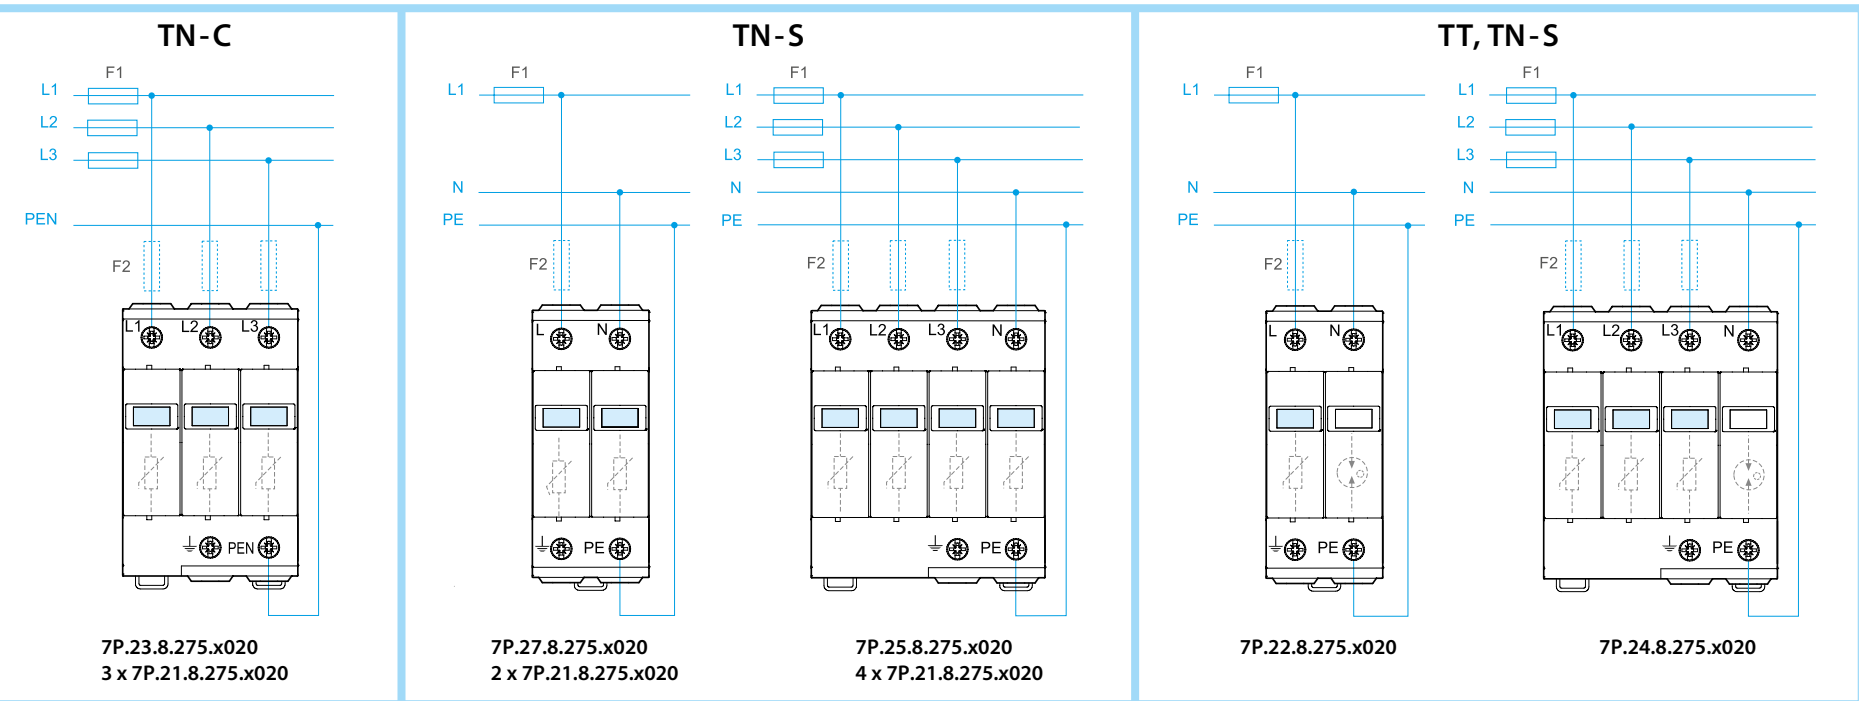 TN-C
F1
L1
L2
L3
PEN
F2
L1 L2 L3
PEN
7P.23.8.275.x020
3 x 7P.21.8.275.x020
TN-S
F1
L1
N
PE
F2
L N
PE
7P.27.8.275.x020
2 x 7P.21.8.275.x020
F1
L1
L2
L3
N
PE
F2
L1 L2 L3 N
PE
7P.25.8.275.x020
4 x 7P.21.8.275.x020
TT, TN-S
F1
L1
N
PE
F2
L N
PE
7P.22.8.275.x020
F1
L1
L2
L3
N
PE
F2
L1 L2 L3 N
PE
7P.24.8.275.x020